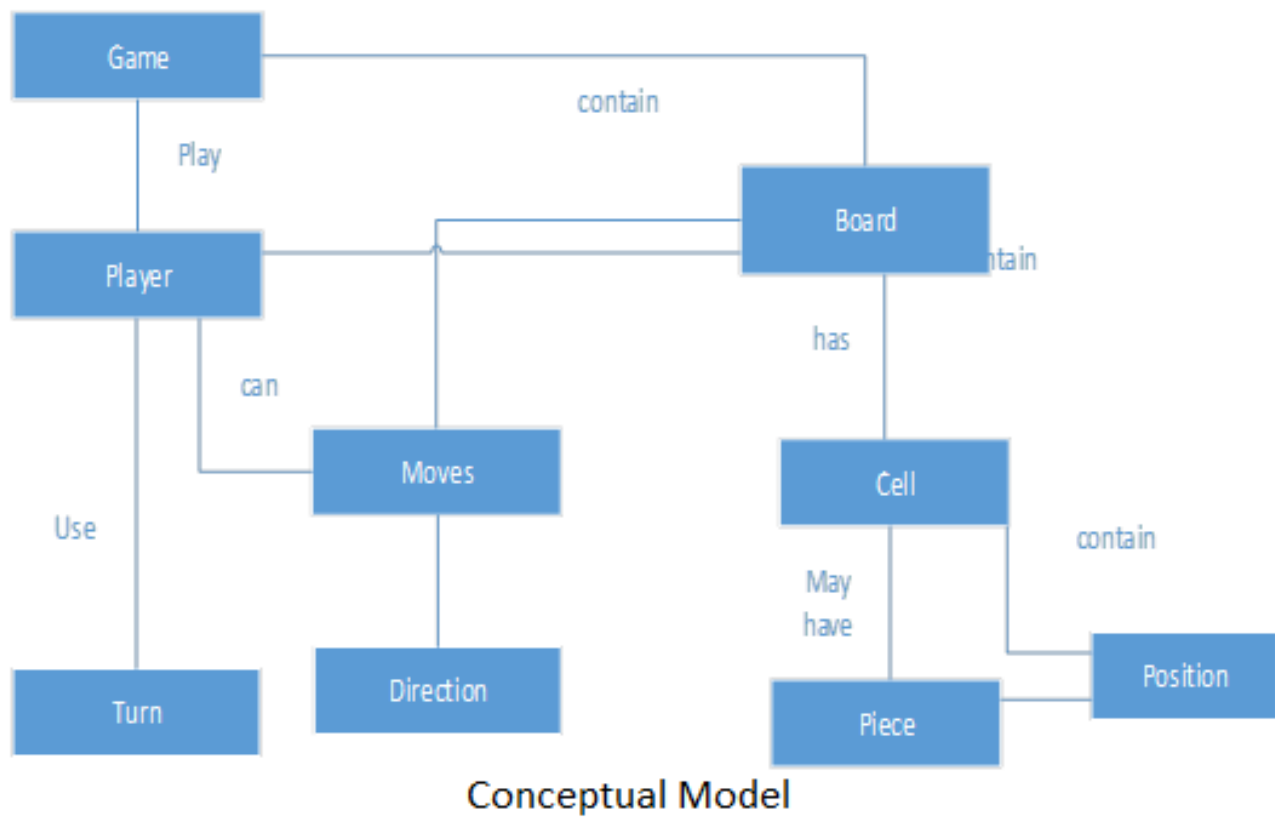 Game
contain
Play
Board
Player
ntain
has
can
Moves
Cell
Use
contain
May
have
Direction
Position
Turn
Piece
Conceptual Model